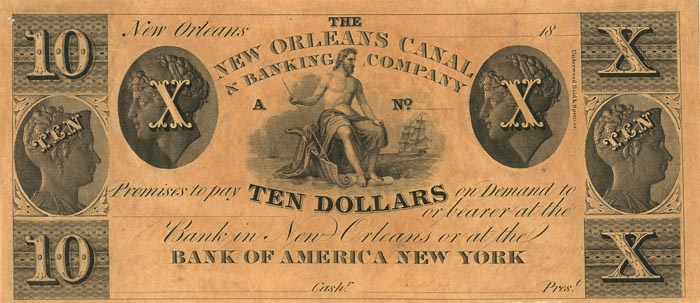 New Orleans 18
THE
NEW ORLEANS CANAL
& BANKING COMPANY
A No
10
X
X
X
TEN
TEN
Promises to pay TEN DOLLARS on Demand to
or bearer at the
Bank in New Orleans or at the
BANK OF AMERICA NEW YORK
10
X
Cashr. Prest.